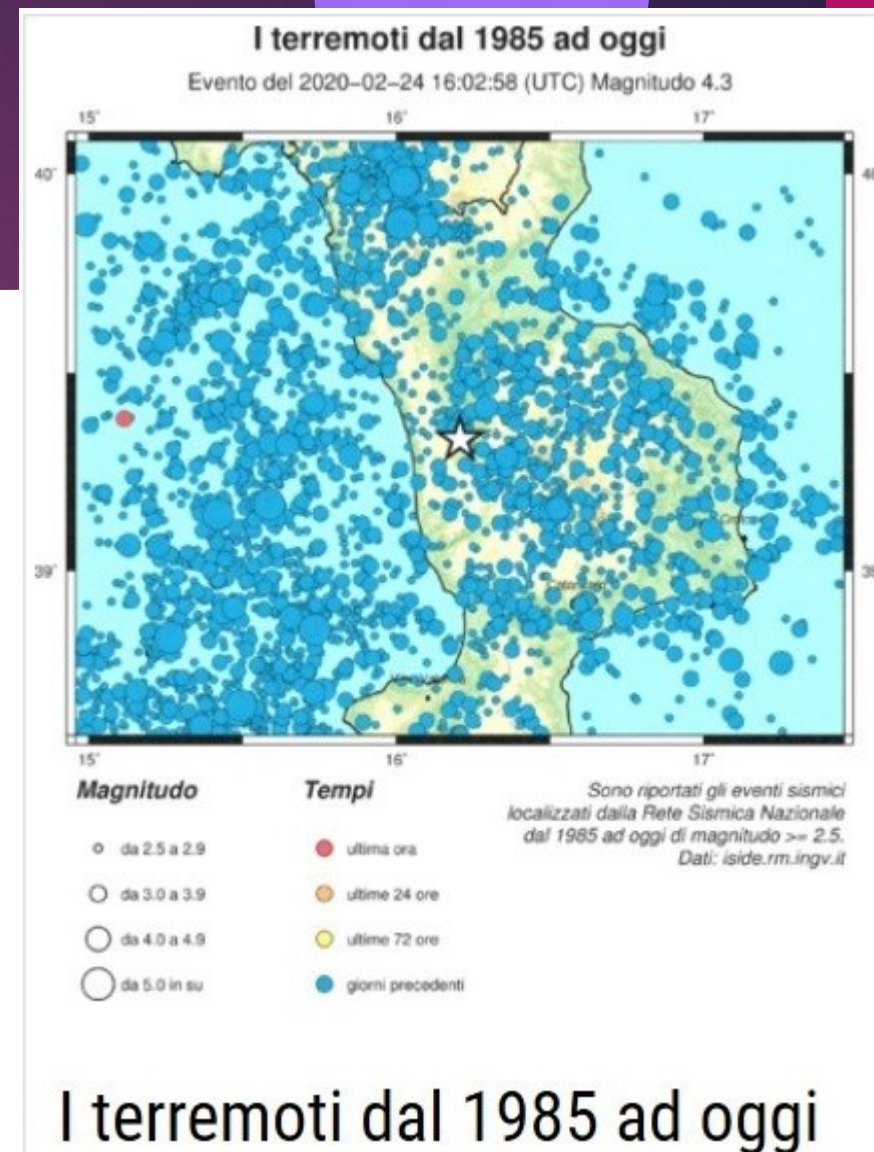 I terremoti dal 1985 ad oggi
Evento del 2020–02–24 16:02:58 (UTC) Magnitudo 4.3
15˚ 16˚ 17˚
40˚
39˚
15˚ 16˚ 17˚
Magnitudo
da 2.5 a 2.9
da 3.0 a 3.9
da 4.0 a 4.9
da 5.0 in su
Tempi
ultima ora
ultime 24 ore
ultime 72 ore
giorni precedenti
Sono riportati gli eventi sismici
localizzati dalla Rete Sismica Nazionale
dal 1985 ad oggi di magnitudo >= 2.5.
Dati: iside.rm.ingv.it
I terremoti dal 1985 ad oggi